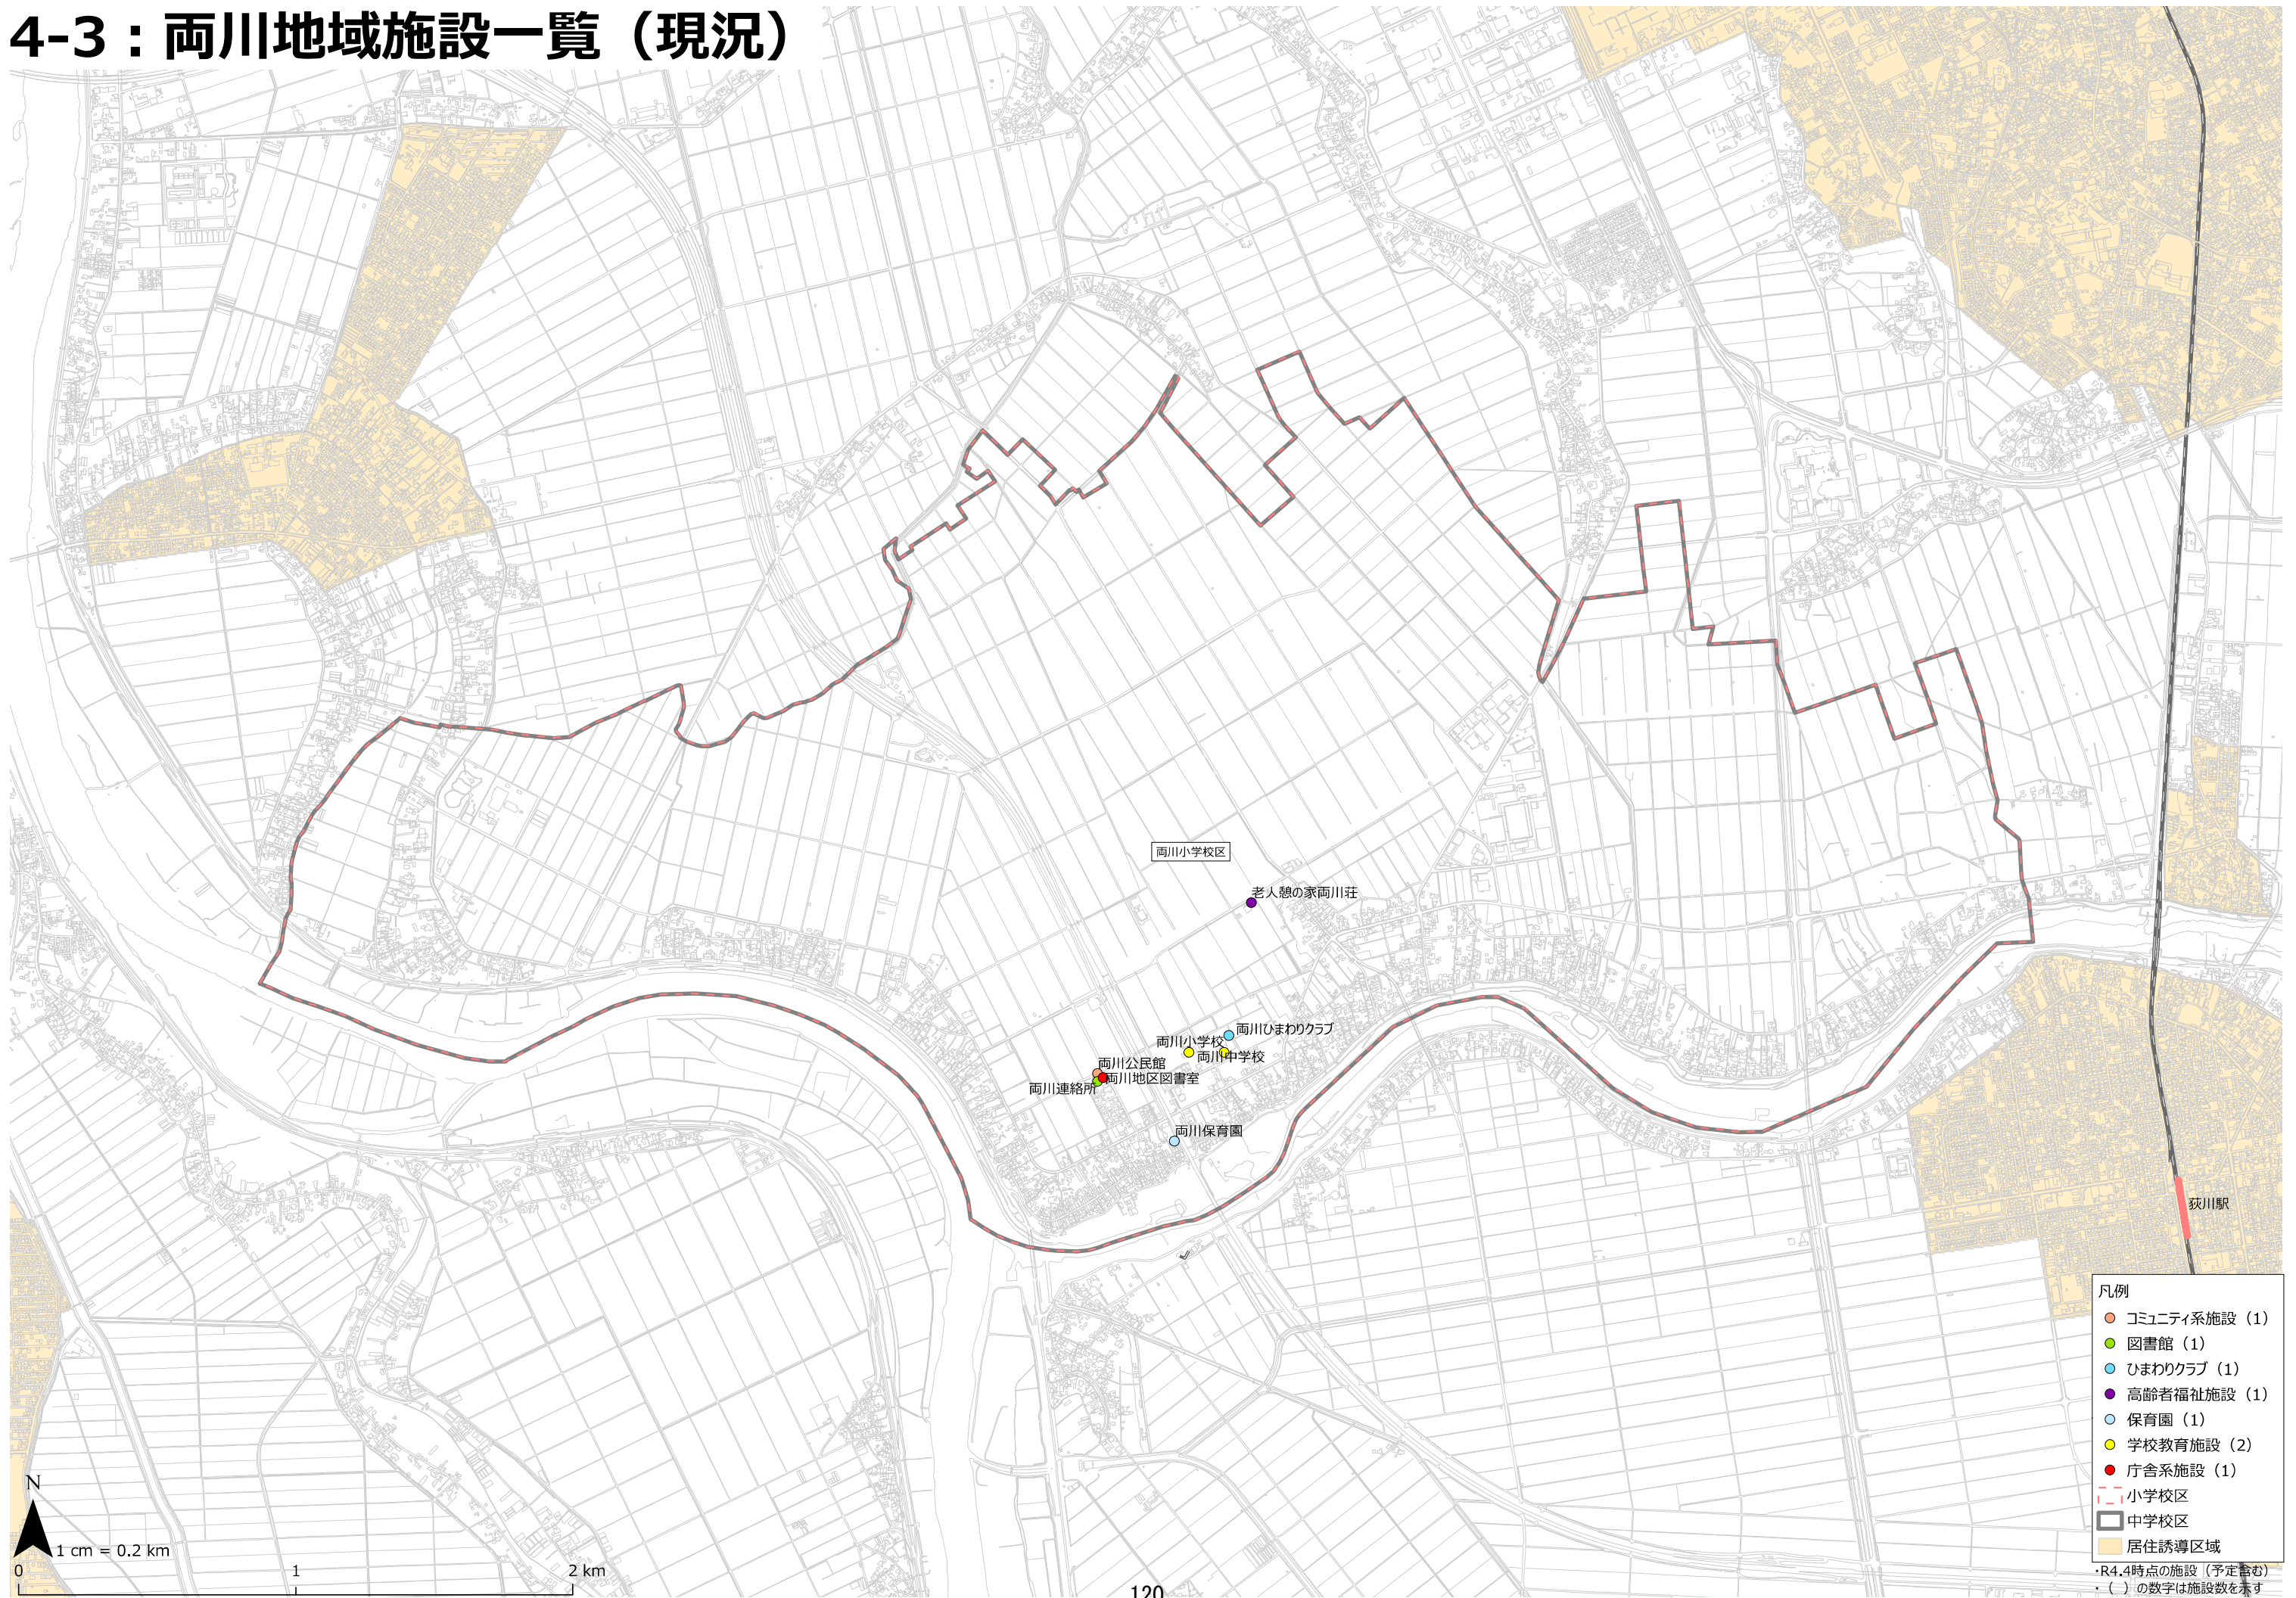 4-3：両川地域施設一覧（現況）
両川小学校区
老人憩の家両川荘
両川ひまわりクラブ
両川小学校
両川中学校
両川公民館
両川地区図書室
両川連絡所
両川保育園
荻川駅
凡例
コミュニティ系施設（1）
図書館（1）
ひまわりクラブ（1）
高齢者福祉施設（1）
保育園（1）
学校教育施設（2）
庁舎系施設（1）
小学校区
中学校区
居住誘導区域
・R4.4時点の施設（予定含む）
・（ ）の数字は施設数を示す
N
1 cm = 0.2 km
0 1 2 km
120